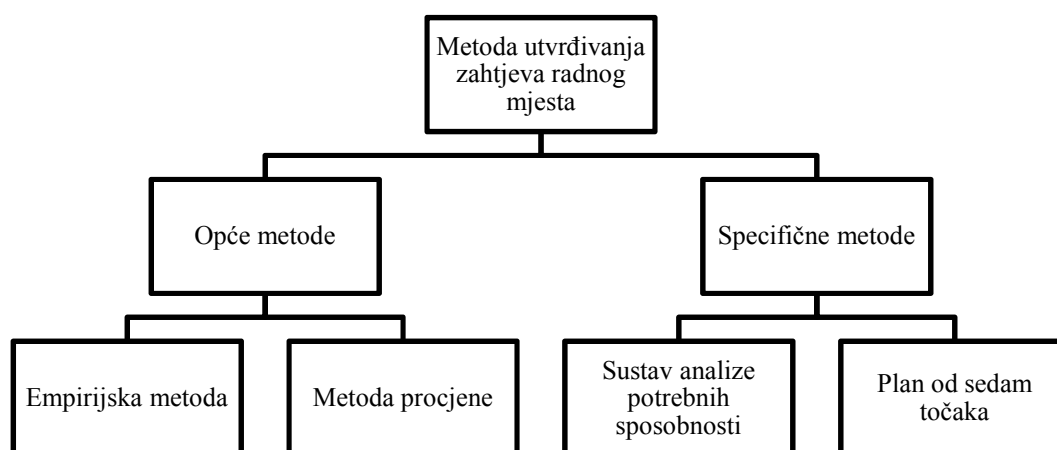 Metoda utvrđivanja
zahtjeva radnog
mjesta
Opće metode
Specifične metode
Empirijska metoda
Metoda procjene
Sustav analize
potrebnih
sposobnosti
Plan od sedam
točaka